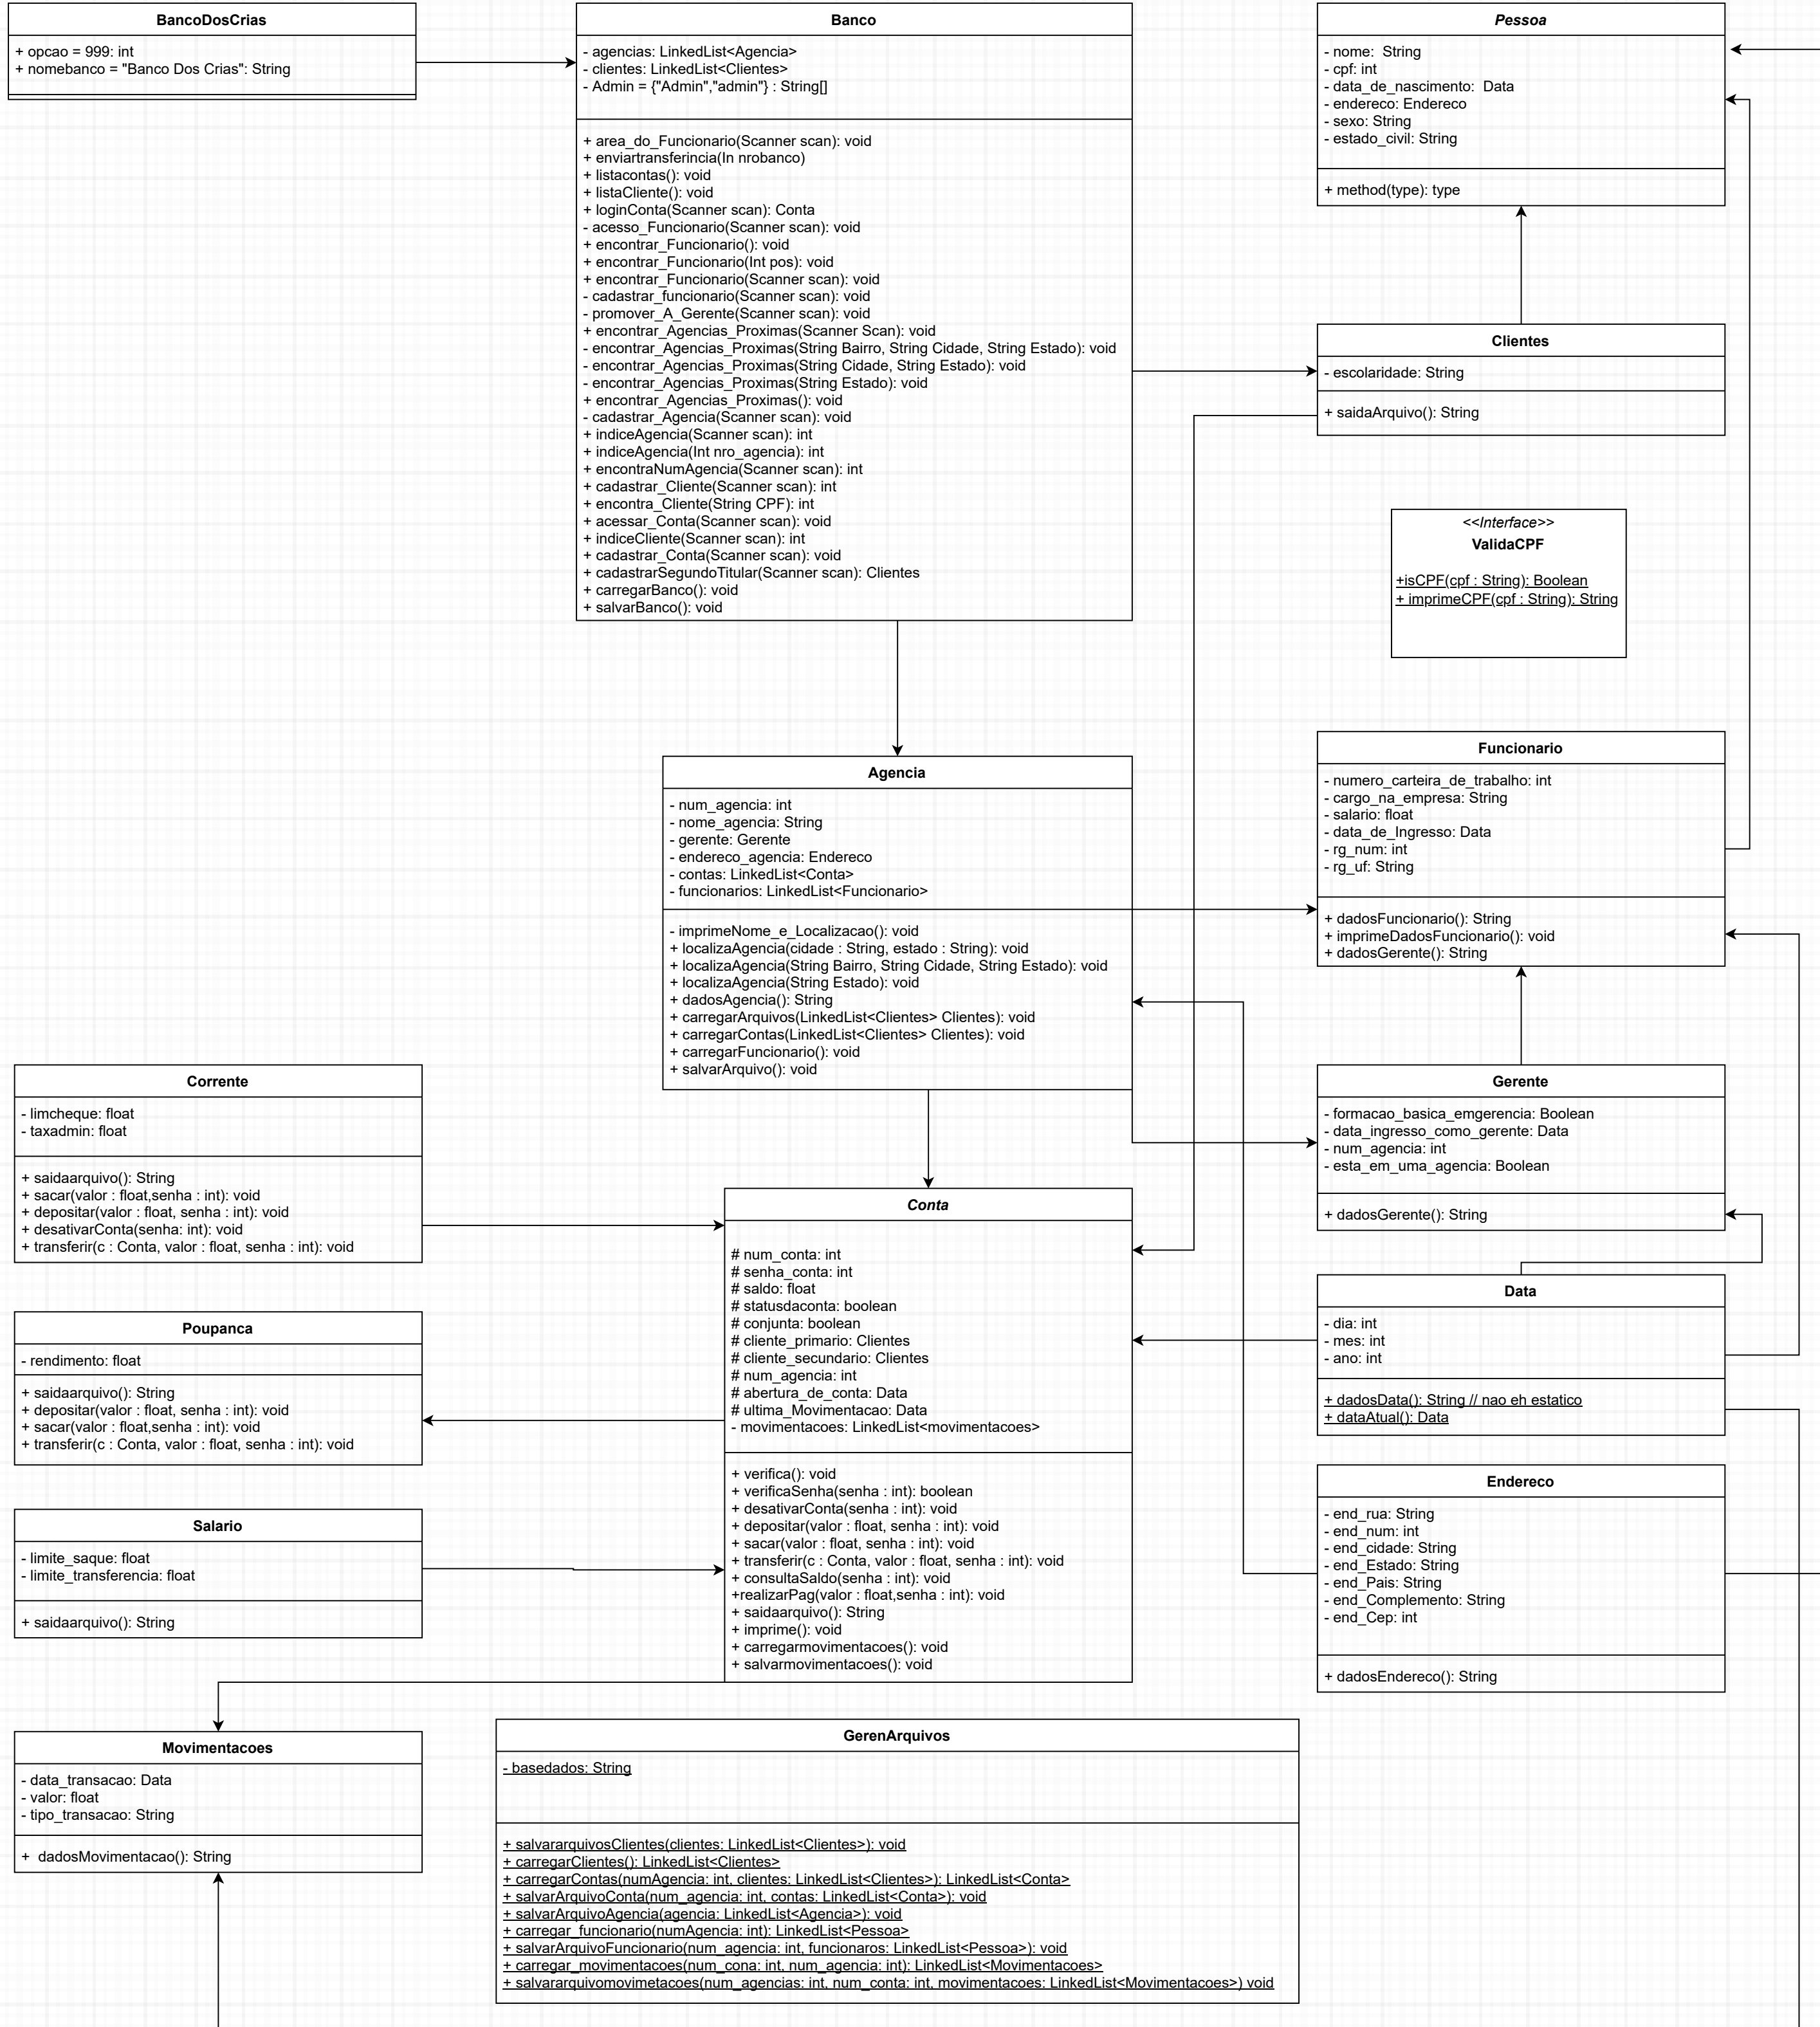 BancoDosCrias
+ opcao = 999: int
+ nomebanco = "Banco Dos Crias": String
Banco
- agencias: LinkedList<Agencia>
- clientes: LinkedList<Clientes>
- Admin = {"Admin","admin"} : String[]
+ area_do_Funcionario(Scanner scan): void
+ enviartransferincia(In nrobanco)
+ listacontas(): void
+ listaCliente(): void
+ loginConta(Scanner scan): Conta
- acesso_Funcionario(Scanner scan): void
+ encontrar_Funcionario(): void
+ encontrar_Funcionario(Int pos): void
+ encontrar_Funcionario(Scanner scan): void
- cadastrar_funcionario(Scanner scan): void
- promover_A_Gerente(Scanner scan): void
+ encontrar_Agencias_Proximas(Scanner Scan): void
- encontrar_Agencias_Proximas(String Bairro, String Cidade, String Estado): void
- encontrar_Agencias_Proximas(String Cidade, String Estado): void
- encontrar_Agencias_Proximas(String Estado): void
+ encontrar_Agencias_Proximas(): void
- cadastrar_Agencia(Scanner scan): void
+ indiceAgencia(Scanner scan): int
+ indiceAgencia(Int nro_agencia): int
+ encontraNumAgencia(Scanner scan): int
+ cadastrar_Cliente(Scanner scan): int
+ encontra_Cliente(String CPF): int
+ acessar_Conta(Scanner scan): void
+ indiceCliente(Scanner scan): int
+ cadastrar_Conta(Scanner scan): void
+ cadastrarSegundoTitular(Scanner scan): Clientes
+ carregarBanco(): void
+ salvarBanco(): void
Pessoa
- nome:  String
- cpf: int
- data_de_nascimento:  Data
- endereco: Endereco
- sexo: String
- estado_civil: String
+ method(type): type
Clientes
- escolaridade: String
+ saidaArquivo(): String
<<Interface>>
ValidaCPF
+isCPF(cpf : String): Boolean
+ imprimeCPF(cpf : String): String
Agencia
- num_agencia: int
- nome_agencia: String
- gerente: Gerente
- endereco_agencia: Endereco
- contas: LinkedList<Conta>
- funcionarios: LinkedList<Funcionario>
- imprimeNome_e_Localizacao(): void
+ localizaAgencia(cidade : String, estado : String): void
+ localizaAgencia(String Bairro, String Cidade, String Estado): void
+ localizaAgencia(String Estado): void
+ dadosAgencia(): String
+ carregarArquivos(LinkedList<Clientes> Clientes): void
+ carregarContas(LinkedList<Clientes> Clientes): void
+ carregarFuncionario(): void
+ salvarArquivo(): void
Funcionario
- numero_carteira_de_trabalho: int
- cargo_na_empresa: String
- salario: float
- data_de_Ingresso: Data
- rg_num: int
- rg_uf: String
+ dadosFuncionario(): String
+ imprimeDadosFuncionario(): void
+ dadosGerente(): String
Corrente
- limcheque: float
- taxadmin: float
+ saidaarquivo(): String
+ sacar(valor : float,senha : int): void
+ depositar(valor : float, senha : int): void
+ desativarConta(senha: int): void
+ transferir(c : Conta, valor : float, senha : int): void
Gerente
- formacao_basica_emgerencia: Boolean
- data_ingresso_como_gerente: Data
- num_agencia: int
- esta_em_uma_agencia: Boolean
+ dadosGerente(): String
Conta
# num_conta: int
# senha_conta: int
# saldo: float
# statusdaconta: boolean
# conjunta: boolean
# cliente_primario: Clientes
# cliente_secundario: Clientes
# num_agencia: int
# abertura_de_conta: Data
# ultima_Movimentacao: Data
- movimentacoes: LinkedList<movimentacoes>
+ verifica(): void
+ verificaSenha(senha : int): boolean
+ desativarConta(senha : int): void
+ depositar(valor : float, senha : int): void
+ sacar(valor : float, senha : int): void
+ transferir(c : Conta, valor : float, senha : int): void
+ consultaSaldo(senha : int): void
+realizarPag(valor : float,senha : int): void
+ saidaarquivo(): String
+ imprime(): void
+ carregarmovimentacoes(): void
+ salvarmovimentacoes(): void
Data
- dia: int
- mes: int
- ano: int
+ dadosData(): String // nao eh estatico
+ dataAtual(): Data
Poupanca
- rendimento: float
+ saidaarquivo(): String
+ depositar(valor : float, senha : int): void
+ sacar(valor : float,senha : int): void
+ transferir(c : Conta, valor : float, senha : int): void
Endereco
- end_rua: String
- end_num: int
- end_cidade: String
- end_Estado: String
- end_Pais: String
- end_Complemento: String
- end_Cep: int
+ dadosEndereco(): String
Salario
- limite_saque: float
- limite_transferencia: float
+ saidaarquivo(): String
Movimentacoes
- data_transacao: Data
- valor: float
- tipo_transacao: String
+  dadosMovimentacao(): String
GerenArquivos
- basedados: String
+ salvararquivosClientes(clientes: LinkedList<Clientes>): void
+ carregarClientes(): LinkedList<Clientes>
+ carregarContas(numAgencia: int, clientes: LinkedList<Clientes>): LinkedList<Conta>
+ salvarArquivoConta(num_agencia: int, contas: LinkedList<Conta>): void
+ salvarArquivoAgencia(agencia: LinkedList<Agencia>): void
+ carregar_funcionario(numAgencia: int): LinkedList<Pessoa>
+ salvarArquivoFuncionario(num_agencia: int, funcionaros: LinkedList<Pessoa>): void
+ carregar_movimentacoes(num_cona: int, num_agencia: int): LinkedList<Movimentacoes>
+ salvararquivomovimetacoes(num_agencias: int, num_conta: int, movimentacoes: LinkedList<Movimentacoes>) void